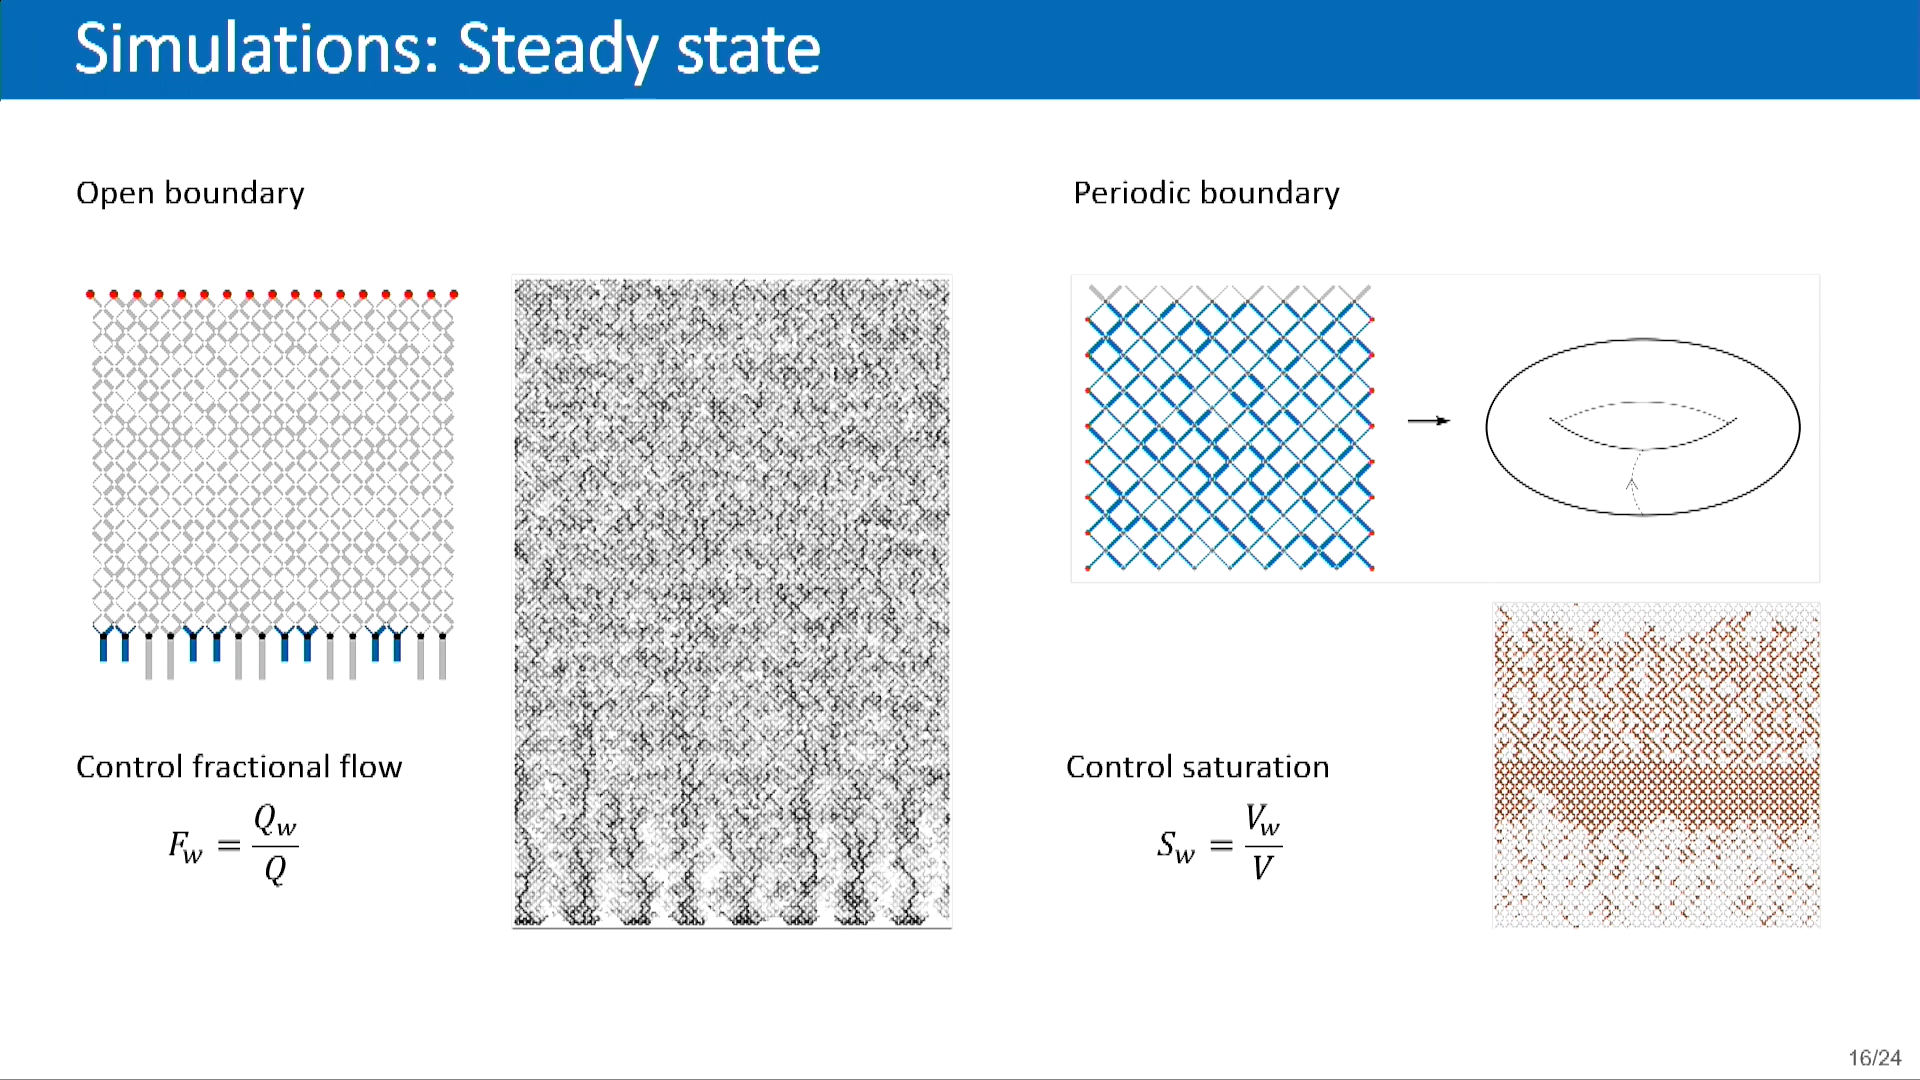 Simulations: Steady state
Open boundary
Periodic boundary
Control fractional flow
F_w = Q_w / Q
Control saturation
S_w = V_w / V
16/24